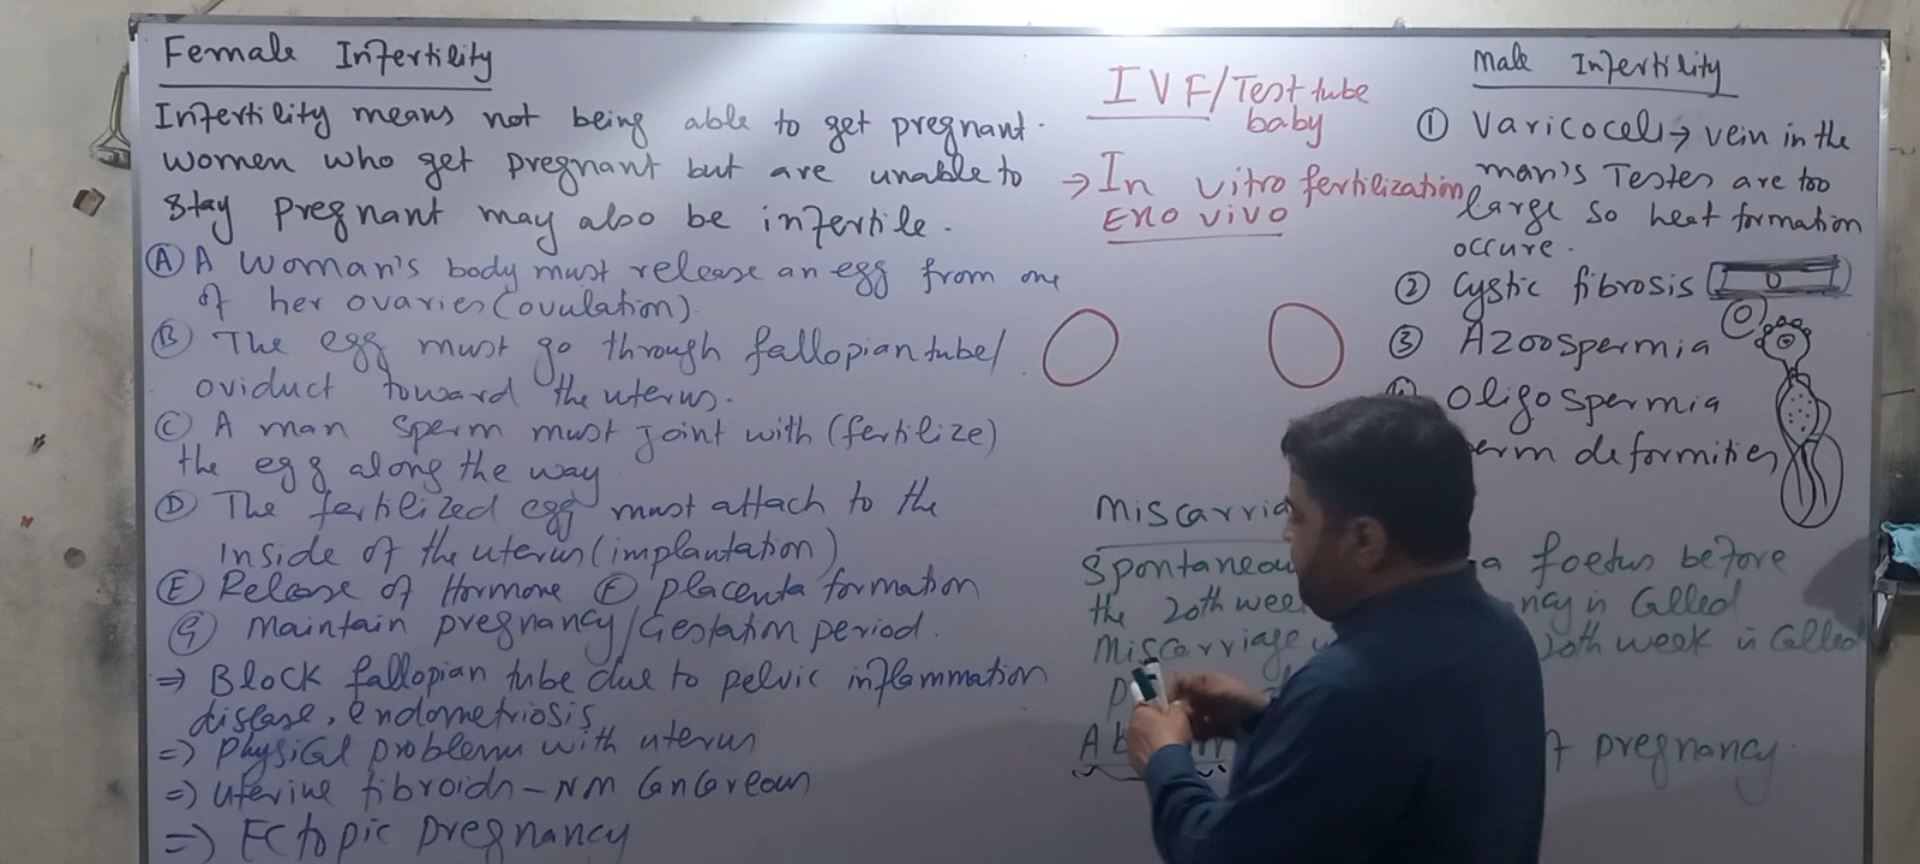 Female Infertility
Infertility means not being able to get pregnant.
women who get pregnant but are unable to
stay pregnant may also be infertile.
Ⓐ A woman's body must release an egg from one
of her ovaries (ovulation).
Ⓑ The egg must go through fallopian tube/
oviduct toward the uterus.
Ⓒ A man sperm must joint with (fertilize)
the egg along the way
Ⓓ The fertilized egg must attach to the
inside of the uterus (implantation)
Ⓔ Release of Hormone Ⓕ placenta formation
Ⓖ Maintain pregnancy/Gestation period.
⇒ Block fallopian tube due to pelvic inflammation
disease, endometriosis
⇒ Physical problem with uterus
⇒ Uterine fibroids - Cancareous
⇒ Ectopic pregnancy
IVF/Test tube
baby
→ In vitro fertilization
Exo vivo
Miscarria
Spontaneou a foetus before
the 20th wee ncy is Called
Miscarriage 20th week is Called
Ab of pregnancy.
Male Infertility
① Varicocel → vein in the
man's Testes are too
large so heat formation
occure.
② Cystic fibrosis
③ Azoospermia
④ Oligospermia
erm deformities